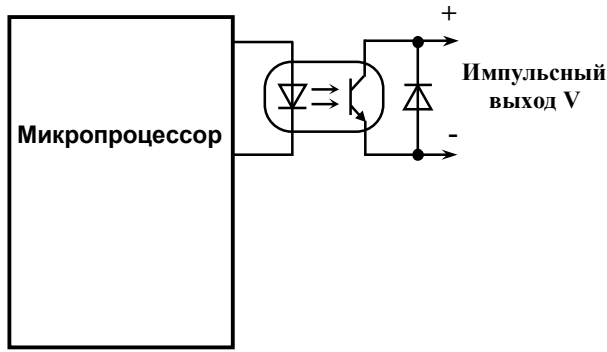 Микропроцессор
+
Импульсный
выход V
-